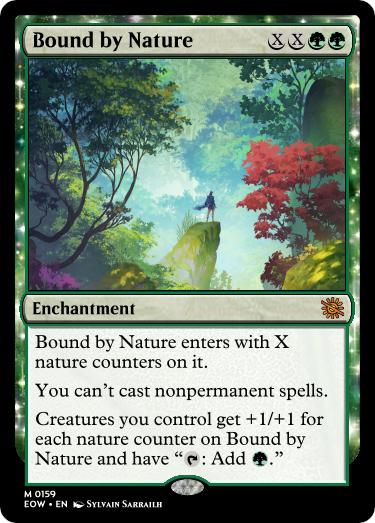 Bound by Nature XX
Enchantment
Bound by Nature enters with X
nature counters on it.
You can't cast nonpermanent spells.
Creatures you control get +1/+1 for
each nature counter on Bound by
Nature and have “: Add .”
M 0159
EOW • EN Sylvain Sarrailh